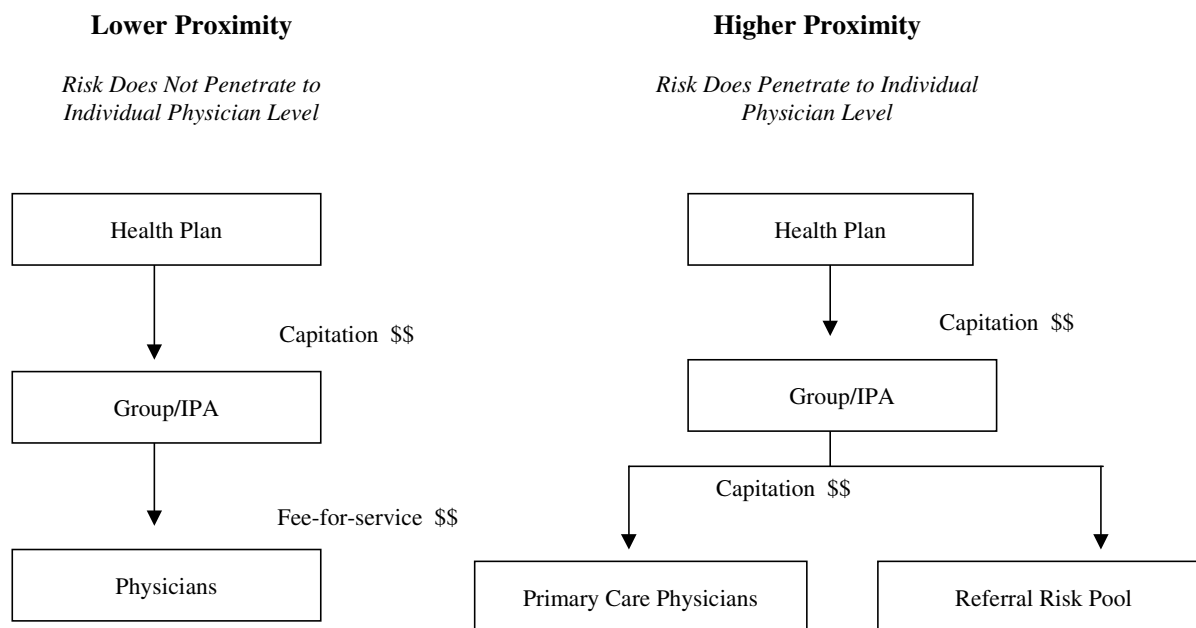 Lower Proximity
Risk Does Not Penetrate to
Individual Physician Level
Health Plan
Capitation $$
Group/IPA
Fee-for-service $$
Physicians
Higher Proximity
Risk Does Penetrate to Individual
Physician Level
Health Plan
Capitation $$
Group/IPA
Capitation $$
Primary Care Physicians
Referral Risk Pool